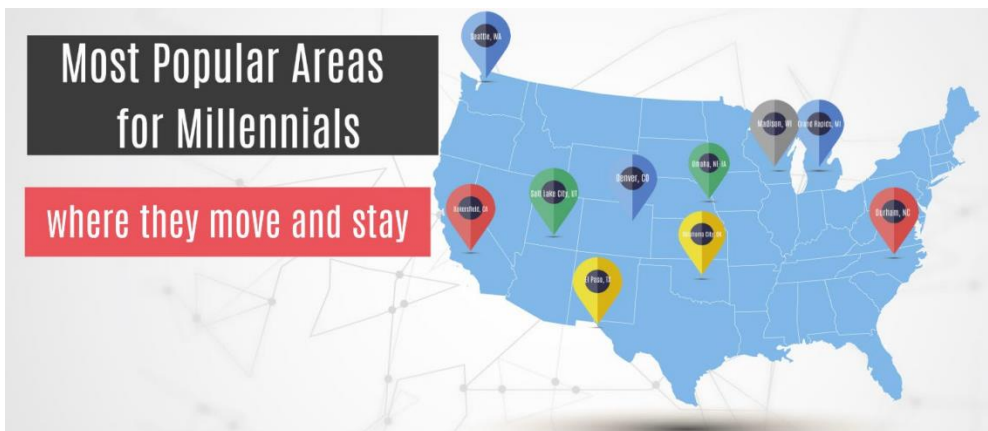 Most Popular Areas
for Millennials
where they move and stay
Seattle, WA
Madison, WI
Grand Rapids, MI
Omaha, NE, IA
Denver, CO
Salt Lake City, UT
Bakersfield, CA
Durham, NC
Oklahoma City, OK
El Paso, TX